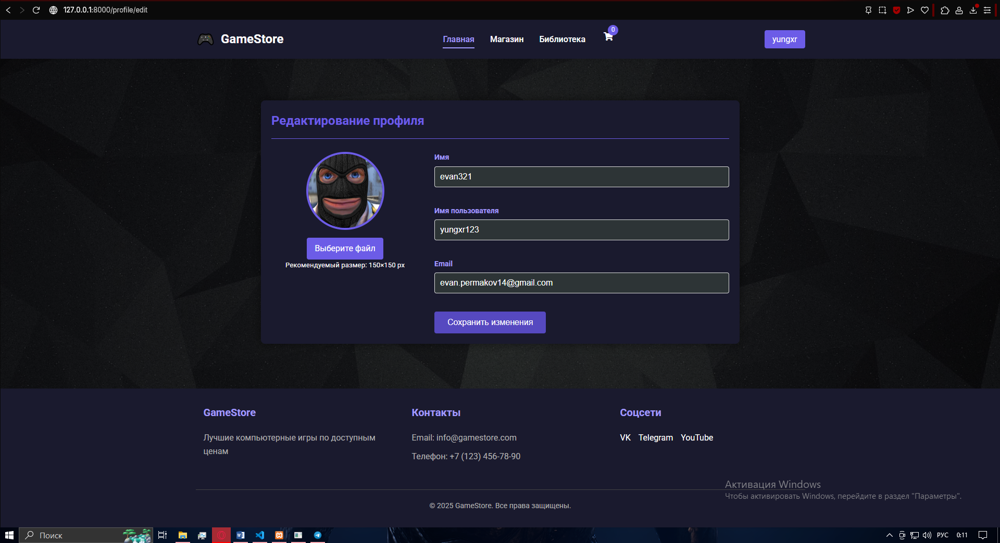 127.0.0.1:8000/profile/edit
GameStore
Главная
Магазин
Библиотека
0
yungxr
Редактирование профиля
Имя
evan321
Имя пользователя
yungxr123
Email
evan.permakov14@gmail.com
Выберите файл
Рекомендуемый размер: 150×150 px
Сохранить изменения
GameStore
Лучшие компьютерные игры по доступным
ценам
Контакты
Email: info@gamestore.com
Телефон: +7 (123) 456-78-90
Соцсети
VK Telegram YouTube
© 2025 GameStore. Все права защищены.
Активация Windows
Чтобы активировать Windows, перейдите в раздел "Параметры".
Поиск
РУС
0:11